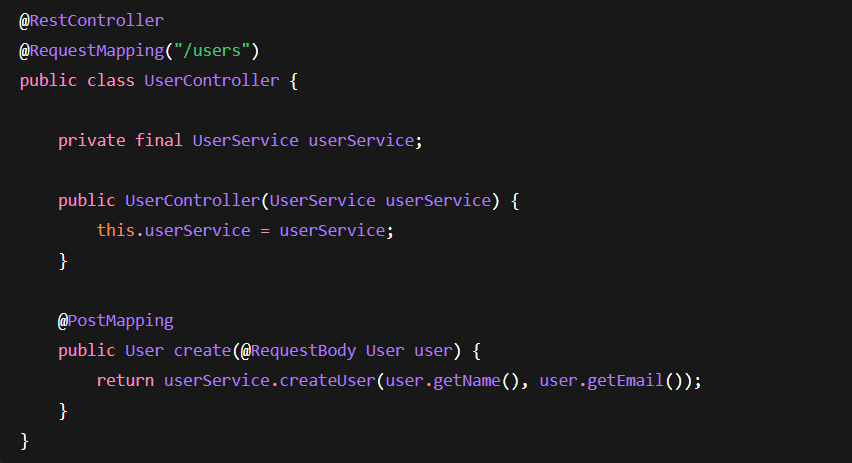 @RestController
@RequestMapping("/users")
public class UserController {
    private final UserService userService;
    public UserController(UserService userService) {
        this.userService = userService;
    }
    @PostMapping
    public User create(@RequestBody User user) {
        return userService.createUser(user.getName(), user.getEmail());
    }
}